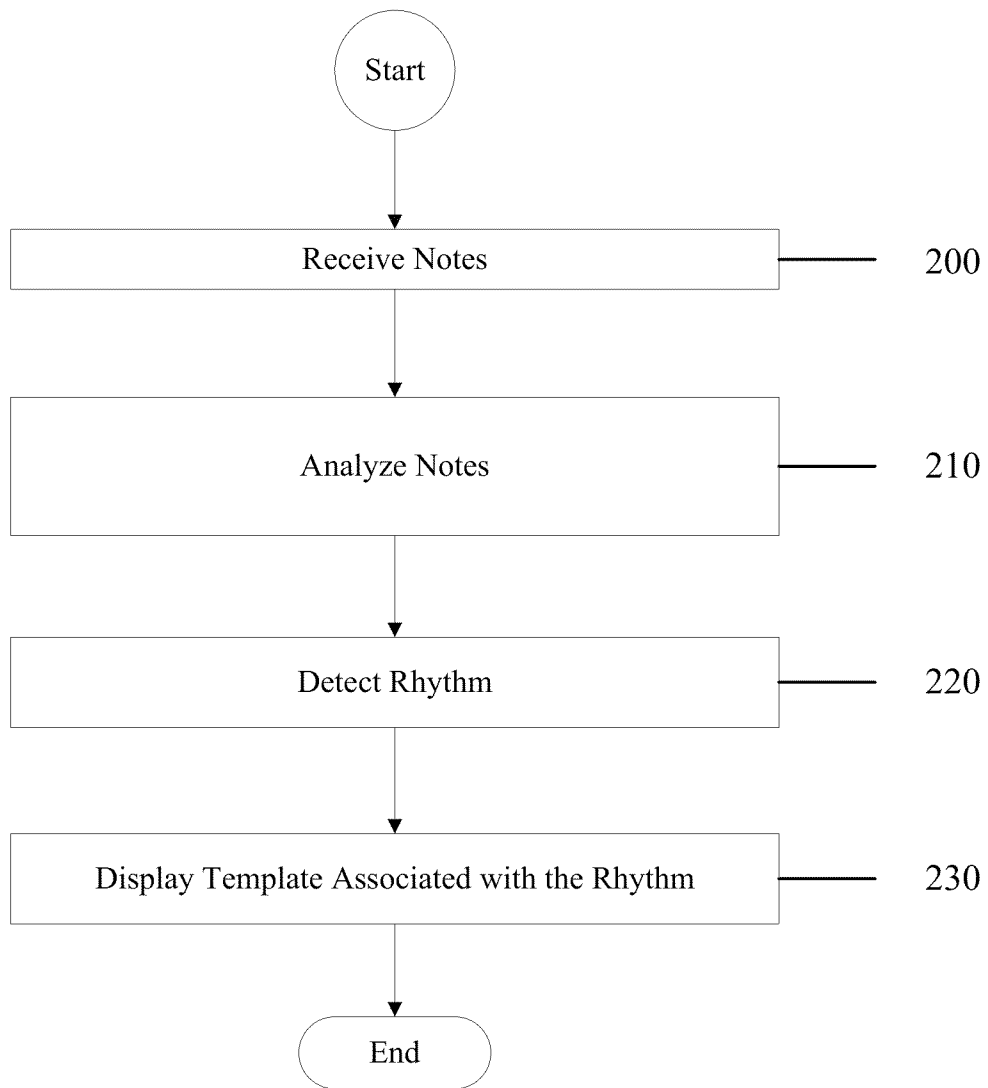 Start
Receive Notes
200
Analyze Notes
210
Detect Rhythm
220
Display Template Associated with the Rhythm
230
End